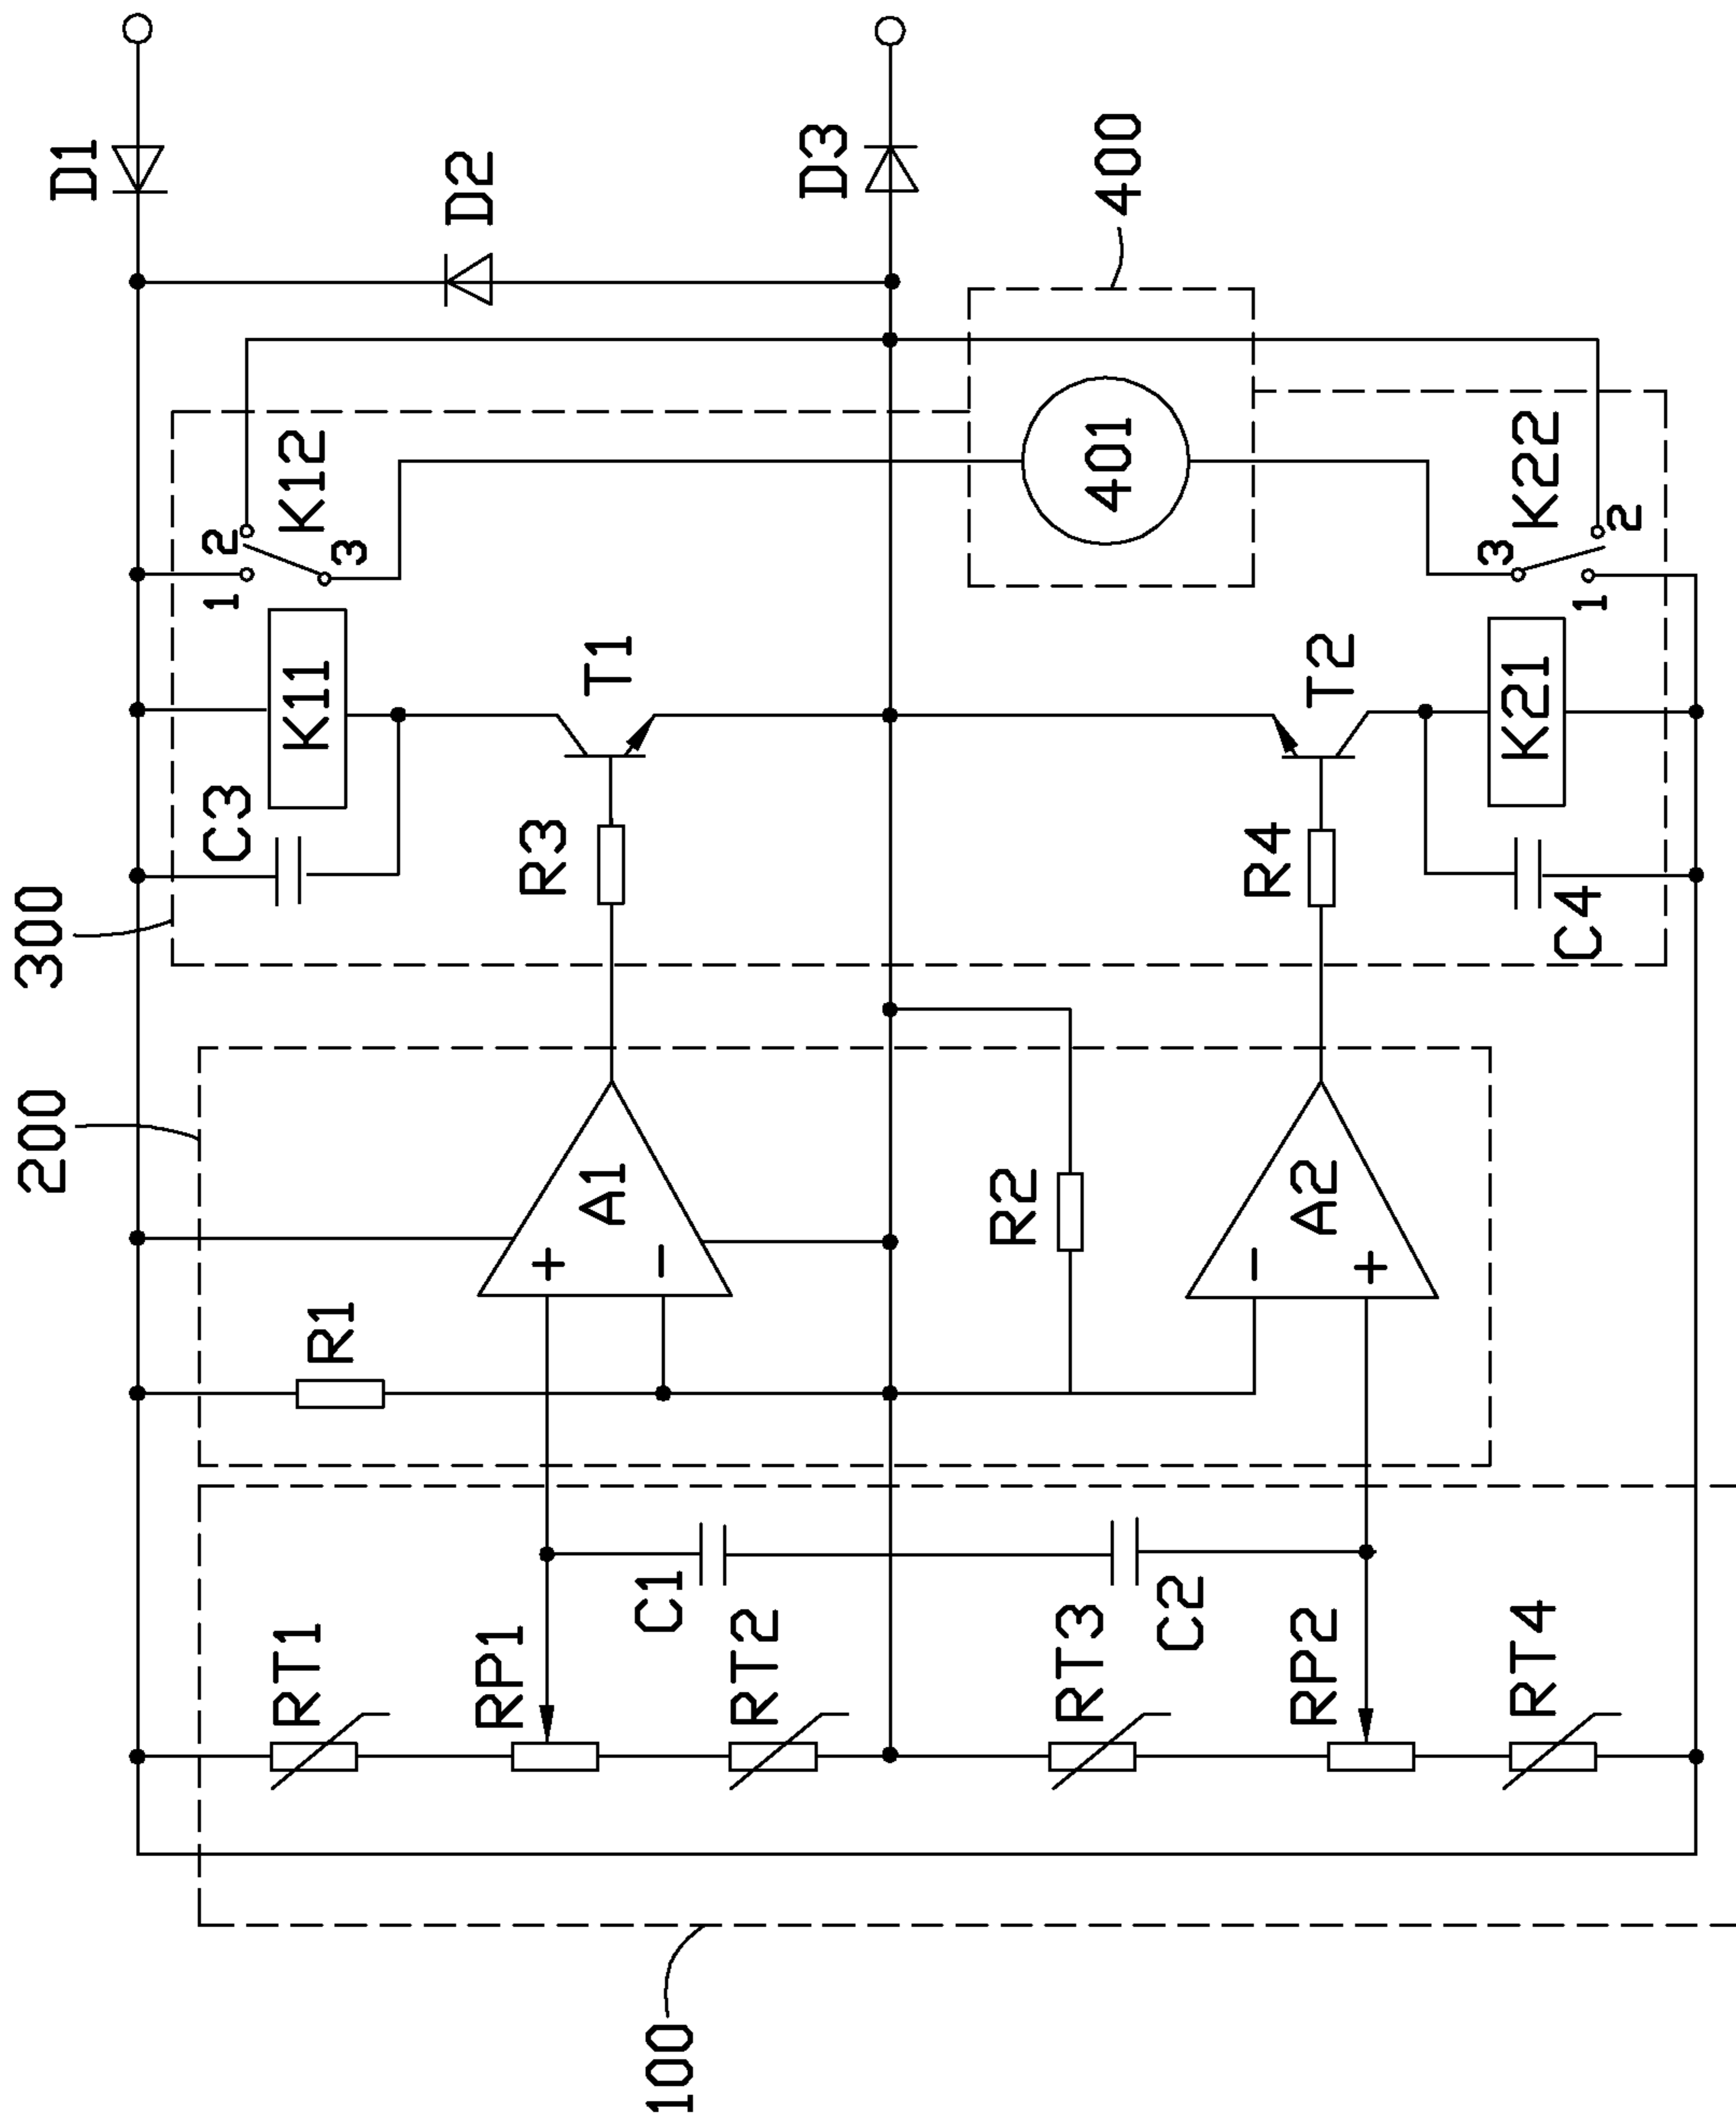 D1
D2
D3
400
401
K12
1
2
3
K22
3
1
2
K11
T1
T2
K21
C3
R3
R4
C4
300
200
A1
+
−
R1
R2
A2
−
+
C1
C2
RT1
RP1
RT2
RT3
RP2
RT4
100